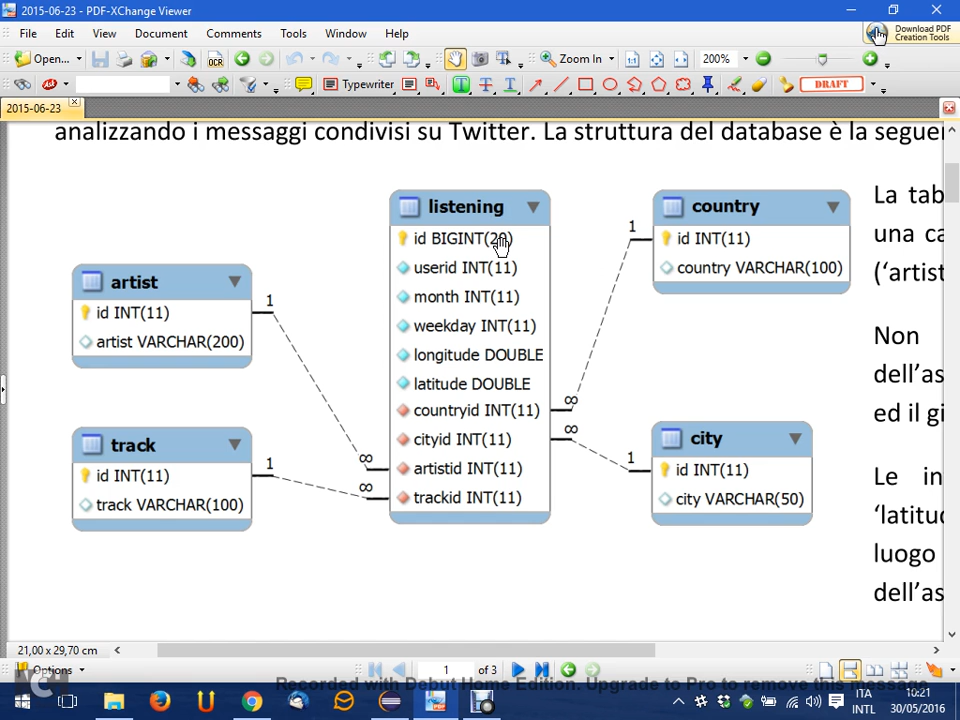 2015-06-23 - PDF-XChange Viewer
File Edit View Document Comments Tools Window Help
Download PDF
Creation Tools
Open...
OCR
Zoom In
1:1
200%
Typewriter
DRAFT
2015-06-23
analizzando i messaggi condivisi su Twitter. La struttura del database è la seguen
artist
id INT(11)
artist VARCHAR(200)
track
id INT(11)
track VARCHAR(100)
1
1
∞
∞
listening
id BIGINT(20)
userid INT(11)
month INT(11)
weekday INT(11)
longitude DOUBLE
latitude DOUBLE
countryid INT(11)
cityid INT(11)
artistid INT(11)
trackid INT(11)
∞
∞
1
1
country
id INT(11)
country VARCHAR(100)
city
id INT(11)
city VARCHAR(50)
La tab
una ca
('artist
Non
dell'as
ed il gi
Le in
'latitud
luogo
dell'as
21,00 x 29,70 cm
Options
1 of 3
Recorded with Debut Home Edition. Upgrade to Pro to remove this message
ITA
INTL
10:21
30/05/2016